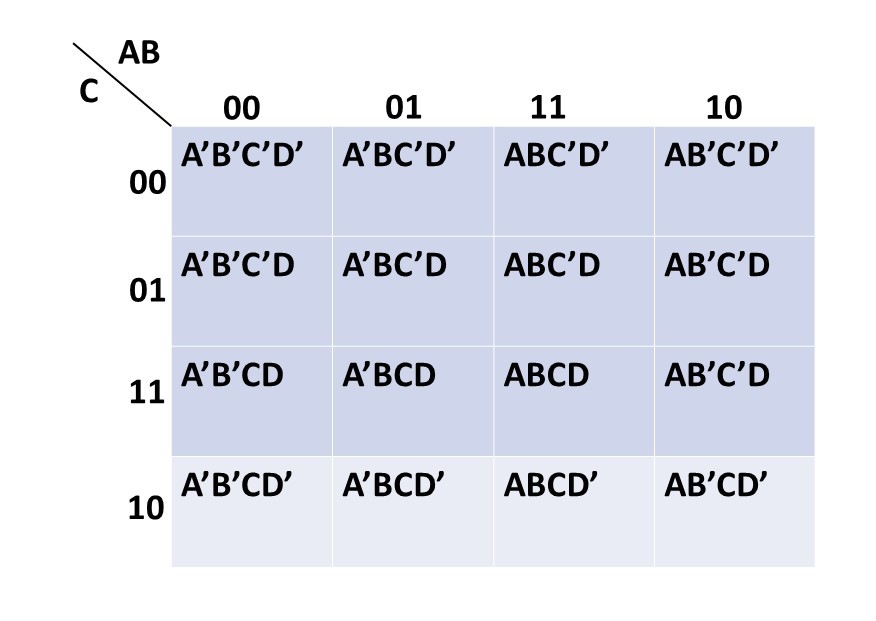 AB
C
00 01 11 10
00 A’B’C’D’ A’BC’D’ ABC’D’ AB’C’D’
01 A’B’C’D A’BC’D ABC’D AB’C’D
11 A’B’CD A’BCD ABCD AB’C’D
10 A’B’CD’ A’BCD’ ABCD’ AB’CD’